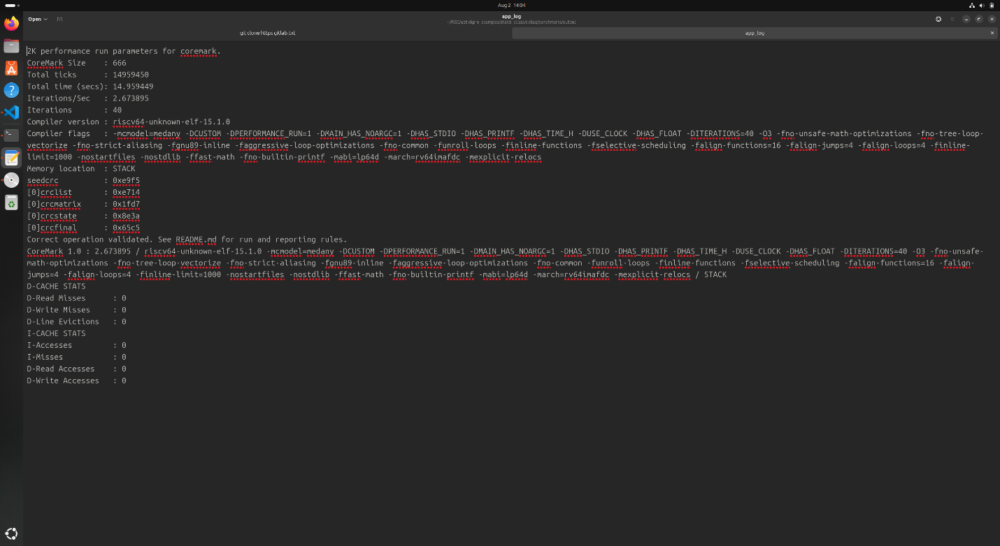 Aug 2 14:04
Open
app_log
git clone https gitlab.txt
app_log
2K performance run parameters for coremark.
CoreMark Size    : 666
Total ticks      : 14959450
Total time (secs): 14.959449
Iterations/Sec   : 2.673895
Iterations       : 40
Compiler version : riscv64-unknown-elf-15.1.0
Compiler flags   : -mcmodel=medany -DCUSTOM -DPERFORMANCE_RUN=1 -DMAIN_HAS_NOARGC=1 -DHAS_STDIO -DHAS_PRINTF -DHAS_TIME_H -DUSE_CLOCK -DHAS_FLOAT -DITERATIONS=40 -O3 -fno-unsafe-math-optimizations -fno-tree-loop-
vectorize -fno-strict-aliasing -fgnu89-inline -faggressive-loop-optimizations -fno-common -funroll-loops -finline-functions -fselective-scheduling -falign-functions=16 -falign-jumps=4 -falign-loops=4 -finline-
limit=1000 -nostartfiles -nostdlib -ffast-math -fno-builtin-printf -mabi=lp64d -march=rv64imafdc -mexplicit-relocs
Memory location  : STACK
seedcrc          : 0xe9f5
[0]crclist       : 0xe714
[0]crcmatrix     : 0x1fd7
[0]crcstate      : 0x8e3a
[0]crcfinal      : 0x65c5
Correct operation validated. See README.md for run and reporting rules.
CoreMark 1.0 : 2.673895 / riscv64-unknown-elf-15.1.0 -mcmodel=medany -DCUSTOM -DPERFORMANCE_RUN=1 -DMAIN_HAS_NOARGC=1 -DHAS_STDIO -DHAS_PRINTF -DHAS_TIME_H -DUSE_CLOCK -DHAS_FLOAT -DITERATIONS=40 -O3 -fno-unsafe-
math-optimizations -fno-tree-loop-vectorize -fno-strict-aliasing -fgnu89-inline -faggressive-loop-optimizations -fno-common -funroll-loops -finline-functions -fselective-scheduling -falign-functions=16 -falign-
jumps=4 -falign-loops=4 -finline-limit=1000 -nostartfiles -nostdlib -ffast-math -fno-builtin-printf -mabi=lp64d -march=rv64imafdc -mexplicit-relocs / STACK
D-CACHE STATS
D-Read Misses      : 0
D-Write Misses     : 0
D-Line Evictions   : 0
I-CACHE STATS
I-Accesses         : 0
I-Misses           : 0
D-Read Accesses    : 0
D-Write Accesses   : 0